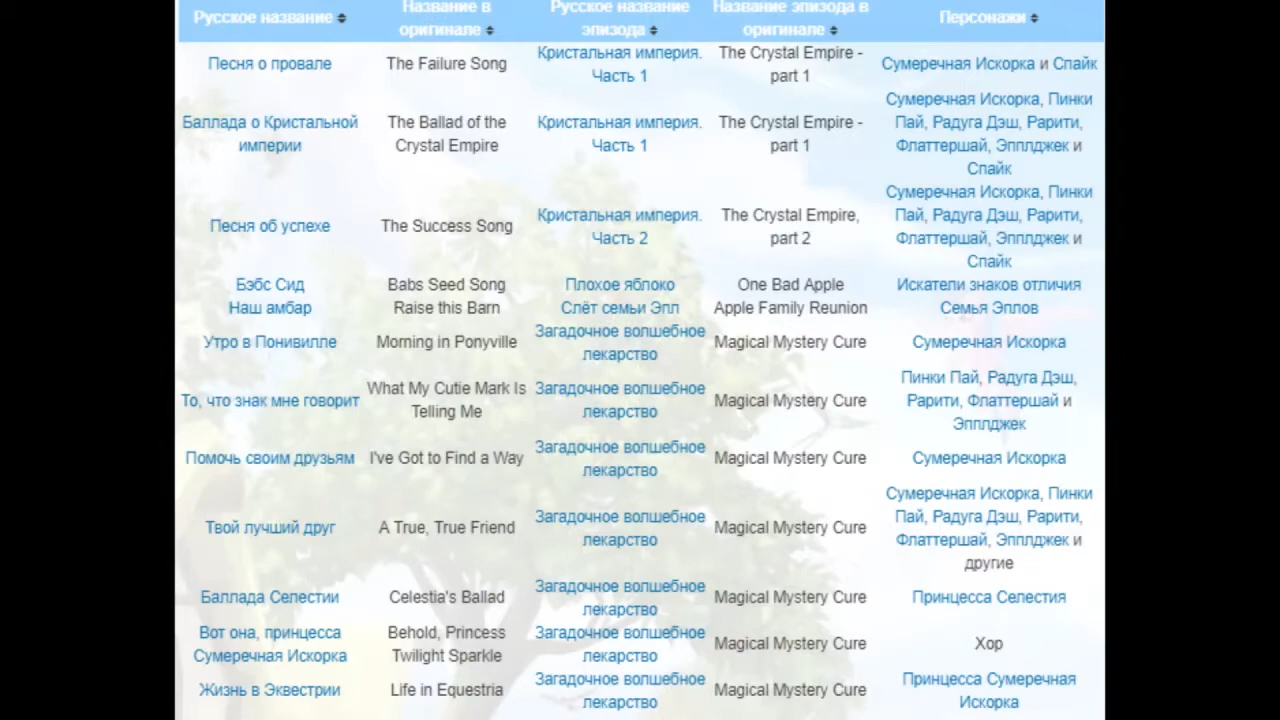 Русское название
Название в
оригинале
Русское название
эпизода
Название эпизода в
оригинале
Персонажи
Песня о провале
The Failure Song
Кристальная империя.
Часть 1
The Crystal Empire -
part 1
Сумеречная Искорка и Спайк
Баллада о Кристальной
империи
The Ballad of the
Crystal Empire
Кристальная империя.
Часть 1
The Crystal Empire -
part 1
Сумеречная Искорка, Пинки
Пай, Радуга Дэш, Рарити,
Флаттершай, Эпплджек и
Спайк
Песня об успехе
The Success Song
Кристальная империя.
Часть 2
The Crystal Empire,
part 2
Сумеречная Искорка, Пинки
Пай, Радуга Дэш, Рарити,
Флаттершай, Эпплджек и
Спайк
Бэбс Сид
Babs Seed Song
Плохое яблоко
One Bad Apple
Искатели знаков отличия
Наш амбар
Raise this Barn
Слёт семьи Эпл
Apple Family Reunion
Семья Эплов
Утро в Понивилле
Morning in Ponyville
Загадочное волшебное
лекарство
Magical Mystery Cure
Сумеречная Искорка
То, что знак мне говорит
What My Cutie Mark Is
Telling Me
Загадочное волшебное
лекарство
Magical Mystery Cure
Пинки Пай, Радуга Дэш,
Рарити, Флаттершай и
Эпплджек
Помочь своим друзьям
I've Got to Find a Way
Загадочное волшебное
лекарство
Magical Mystery Cure
Сумеречная Искорка
Твой лучший друг
A True, True Friend
Загадочное волшебное
лекарство
Magical Mystery Cure
Сумеречная Искорка, Пинки
Пай, Радуга Дэш, Рарити,
Флаттершай, Эпплджек и
другие
Баллада Селестии
Celestia's Ballad
Загадочное волшебное
лекарство
Magical Mystery Cure
Принцесса Селестия
Вот она, принцесса
Сумеречная Искорка
Behold, Princess
Twilight Sparkle
Загадочное волшебное
лекарство
Magical Mystery Cure
Хор
Жизнь в Эквестрии
Life in Equestria
Загадочное волшебное
лекарство
Magical Mystery Cure
Принцесса Сумеречная
Искорка